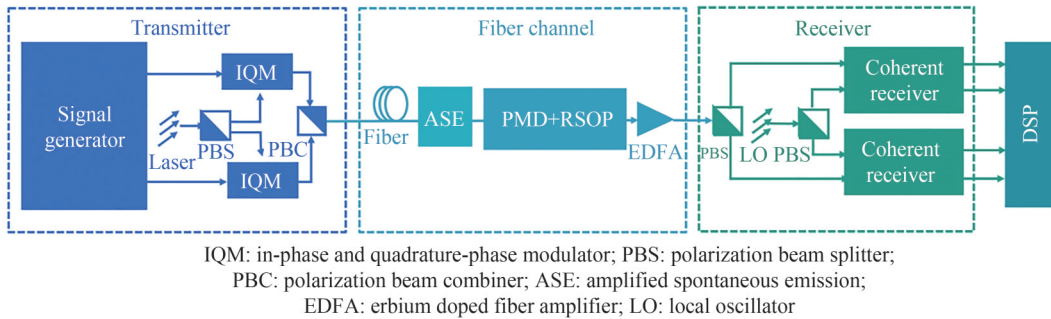 Transmitter
Fiber channel
Receiver
IQM
Signal
generator
Laser
PBS
PBC
IQM
Fiber
ASE
PMD+RSOP
EDFA
PBS
LO PBS
Coherent
receiver
Coherent
receiver
DSP
IQM: in-phase and quadrature-phase modulator; PBS: polarization beam splitter;
PBC: polarization beam combiner; ASE: amplified spontaneous emission;
EDFA: erbium doped fiber amplifier; LO: local oscillator